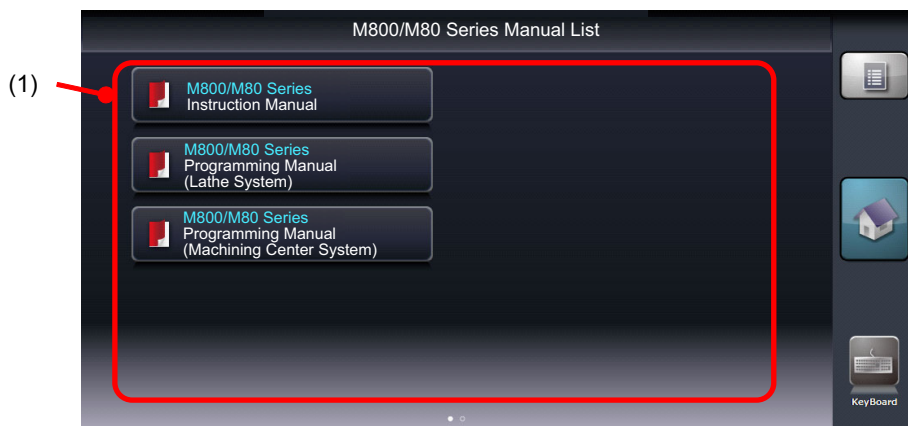 M800/M80 Series Manual List
(1)
M800/M80 Series
Instruction Manual
M800/M80 Series
Programming Manual
(Lathe System)
M800/M80 Series
Programming Manual
(Machining Center System)
KeyBoard